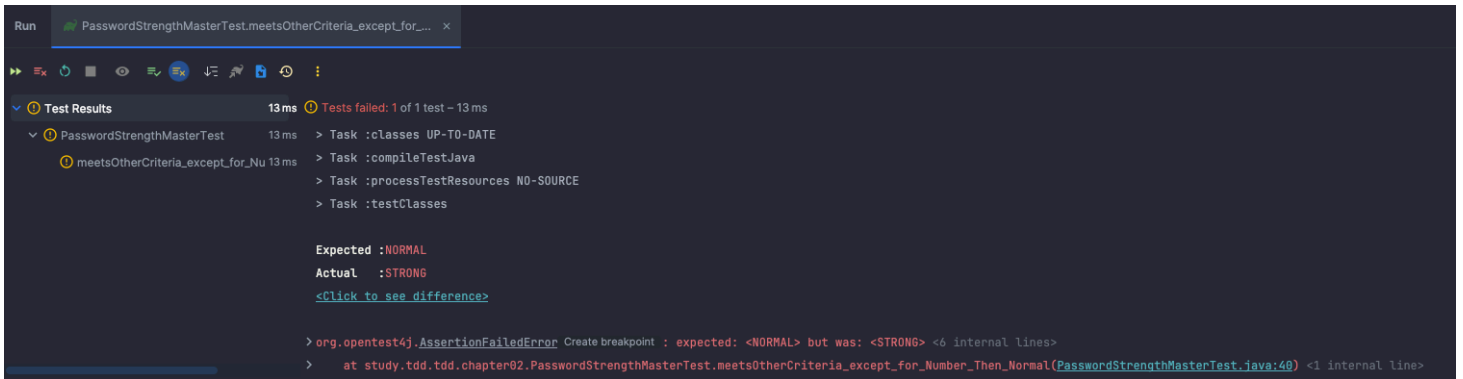 Run PasswordStrengthMasterTest.meetsOtherCriteria_except_for_... ×
Test Results 13 ms Tests failed: 1 of 1 test – 13 ms
PasswordStrengthMasterTest 13 ms > Task :classes UP-TO-DATE
meetsOtherCriteria_except_for_Nu 13 ms > Task :compileTestJava
> Task :processTestResources NO-SOURCE
> Task :testClasses
Expected :NORMAL
Actual :STRONG
<Click to see difference>
org.opentest4j.AssertionFailedError Create breakpoint : expected: <NORMAL> but was: <STRONG> <6 internal lines>
at study.tdd.tdd.chapter02.PasswordStrengthMasterTest.meetsOtherCriteria_except_for_Number_Then_Normal(PasswordStrengthMasterTest.java:40) <1 internal line>